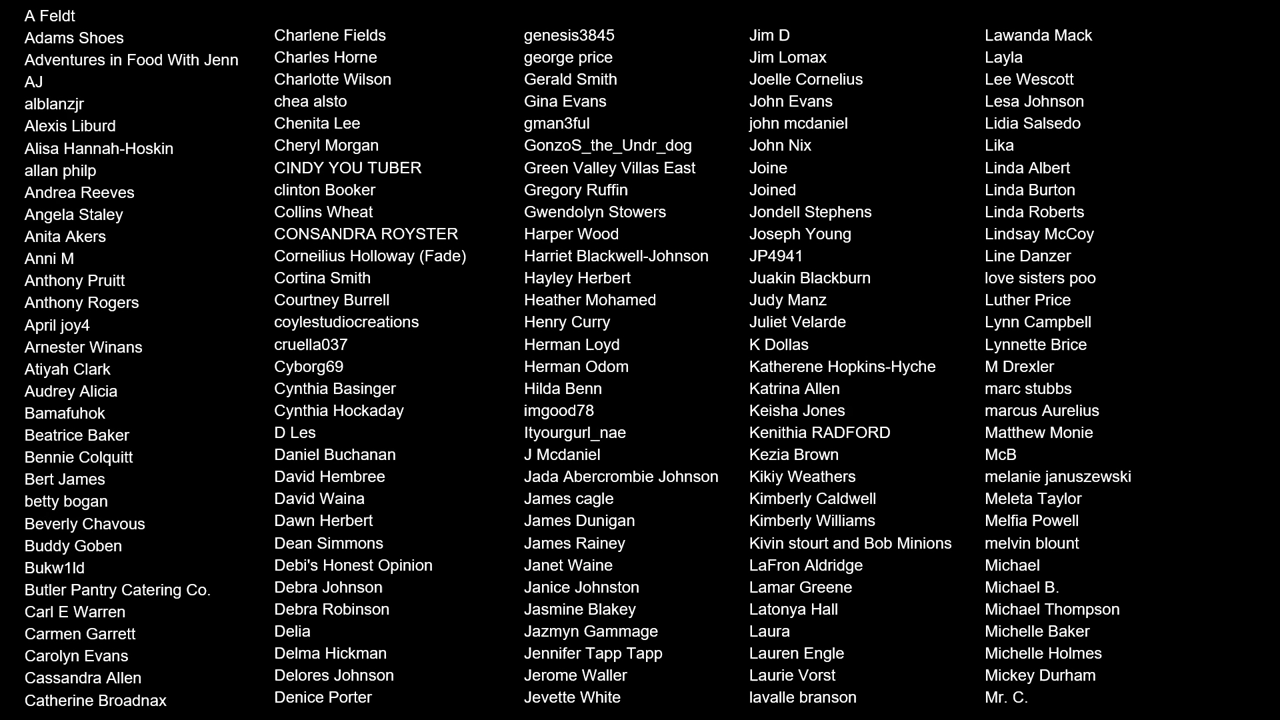 A Feldt
Adams Shoes
Adventures in Food With Jenn
AJ
alblanzjr
Alexis Liburd
Alisa Hannah-Hoskin
allan philp
Andrea Reeves
Angela Staley
Anita Akers
Anni M
Anthony Pruitt
Anthony Rogers
April joy4
Arnester Winans
Atiyah Clark
Audrey Alicia
Bamafuhok
Beatrice Baker
Bennie Colquitt
Bert James
betty bogan
Beverly Chavous
Buddy Goben
Bukw1ld
Butler Pantry Catering Co.
Carl E Warren
Carmen Garrett
Carolyn Evans
Cassandra Allen
Catherine Broadnax
Charlene Fields
Charles Horne
Charlotte Wilson
chea alsto
Chenita Lee
Cheryl Morgan
CINDY YOU TUBER
clinton Booker
Collins Wheat
CONSANDRA ROYSTER
Corneilius Holloway (Fade)
Cortina Smith
Courtney Burrell
coylestudiocreations
cruella037
Cyborg69
Cynthia Basinger
Cynthia Hockaday
D Les
Daniel Buchanan
David Hembree
David Waina
Dawn Herbert
Dean Simmons
Debi's Honest Opinion
Debra Johnson
Debra Robinson
Delia
Delma Hickman
Delores Johnson
Denice Porter
genesis3845
george price
Gerald Smith
Gina Evans
gman3ful
GonzoS_the_Undr_dog
Green Valley Villas East
Gregory Ruffin
Gwendolyn Stowers
Harper Wood
Harriet Blackwell-Johnson
Hayley Herbert
Heather Mohamed
Henry Curry
Herman Loyd
Herman Odom
Hilda Benn
imgood78
Ityourgurl_nae
J Mcdaniel
Jada Abercrombie Johnson
James cagle
James Dunigan
James Rainey
Janet Waine
Janice Johnston
Jasmine Blakey
Jazmyn Gammage
Jennifer Tapp Tapp
Jerome Waller
Jevette White
Jim D
Jim Lomax
Joelle Cornelius
John Evans
john mcdaniel
John Nix
Joine
Joined
Jondell Stephens
Joseph Young
JP4941
Juakin Blackburn
Judy Manz
Juliet Velarde
K Dollas
Katherene Hopkins-Hyche
Katrina Allen
Keisha Jones
Kenithia RADFORD
Kezia Brown
Kikiy Weathers
Kimberly Caldwell
Kimberly Williams
Kivin stourt and Bob Minions
LaFron Aldridge
Lamar Greene
Latonya Hall
Laura
Lauren Engle
Laurie Vorst
lavalle branson
Lawanda Mack
Layla
Lee Wescott
Lesa Johnson
Lidia Salsedo
Lika
Linda Albert
Linda Burton
Linda Roberts
Lindsay McCoy
Line Danzer
love sisters poo
Luther Price
Lynn Campbell
Lynnette Brice
M Drexler
marc stubbs
marcus Aurelius
Matthew Monie
McB
melanie januszewski
Meleta Taylor
Melfia Powell
melvin blount
Michael
Michael B.
Michael Thompson
Michelle Baker
Michelle Holmes
Mickey Durham
Mr. C.